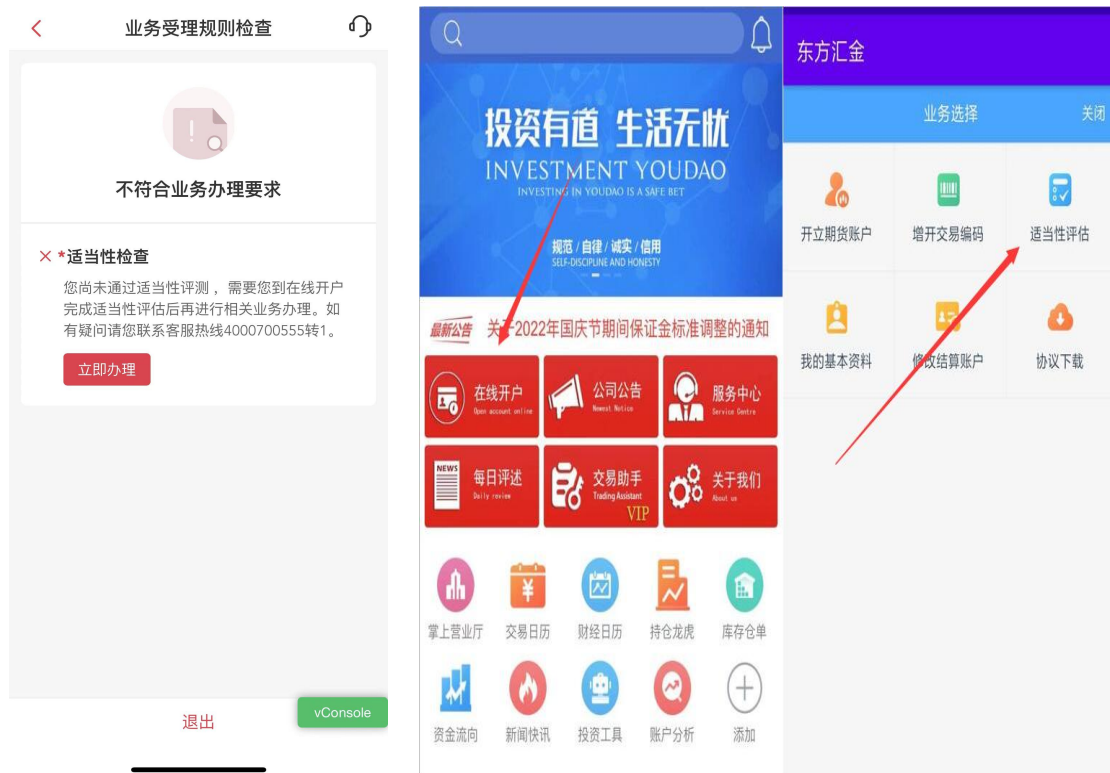 业务受理规则检查
不符合业务办理要求
*适当性检查
您尚未通过适当性评测，需要您到在线开户
完成适当性评估后再进行相关业务办理。如
有疑问请您联系客服热线4000700555转1。
立即办理
退出
vConsole
投资有道 生活无忧
INVESTMENT YOUDAO
INVESTING IN YOUDAO IS A SAFE BET
规范 / 自律 / 诚实 / 信用
SELF-DISCIPLINE AND HONESTY
最新公告 关于2022年国庆节期间保证金标准调整的通知
在线开户
Open account online
公司公告
Newest Notice
服务中心
Service Centre
NEWS
每日评述
Daily review
交易助手
Trading Assistant
VIP
关于我们
About us
掌上营业厅 交易日历 财经日历 持仓龙虎 库存仓单
资金流向 新闻快讯 投资工具 账户分析 添加
东方汇金
业务选择 关闭
开立期货账户 增开交易编码 适当性评估
我的基本资料 修改结算账户 协议下载